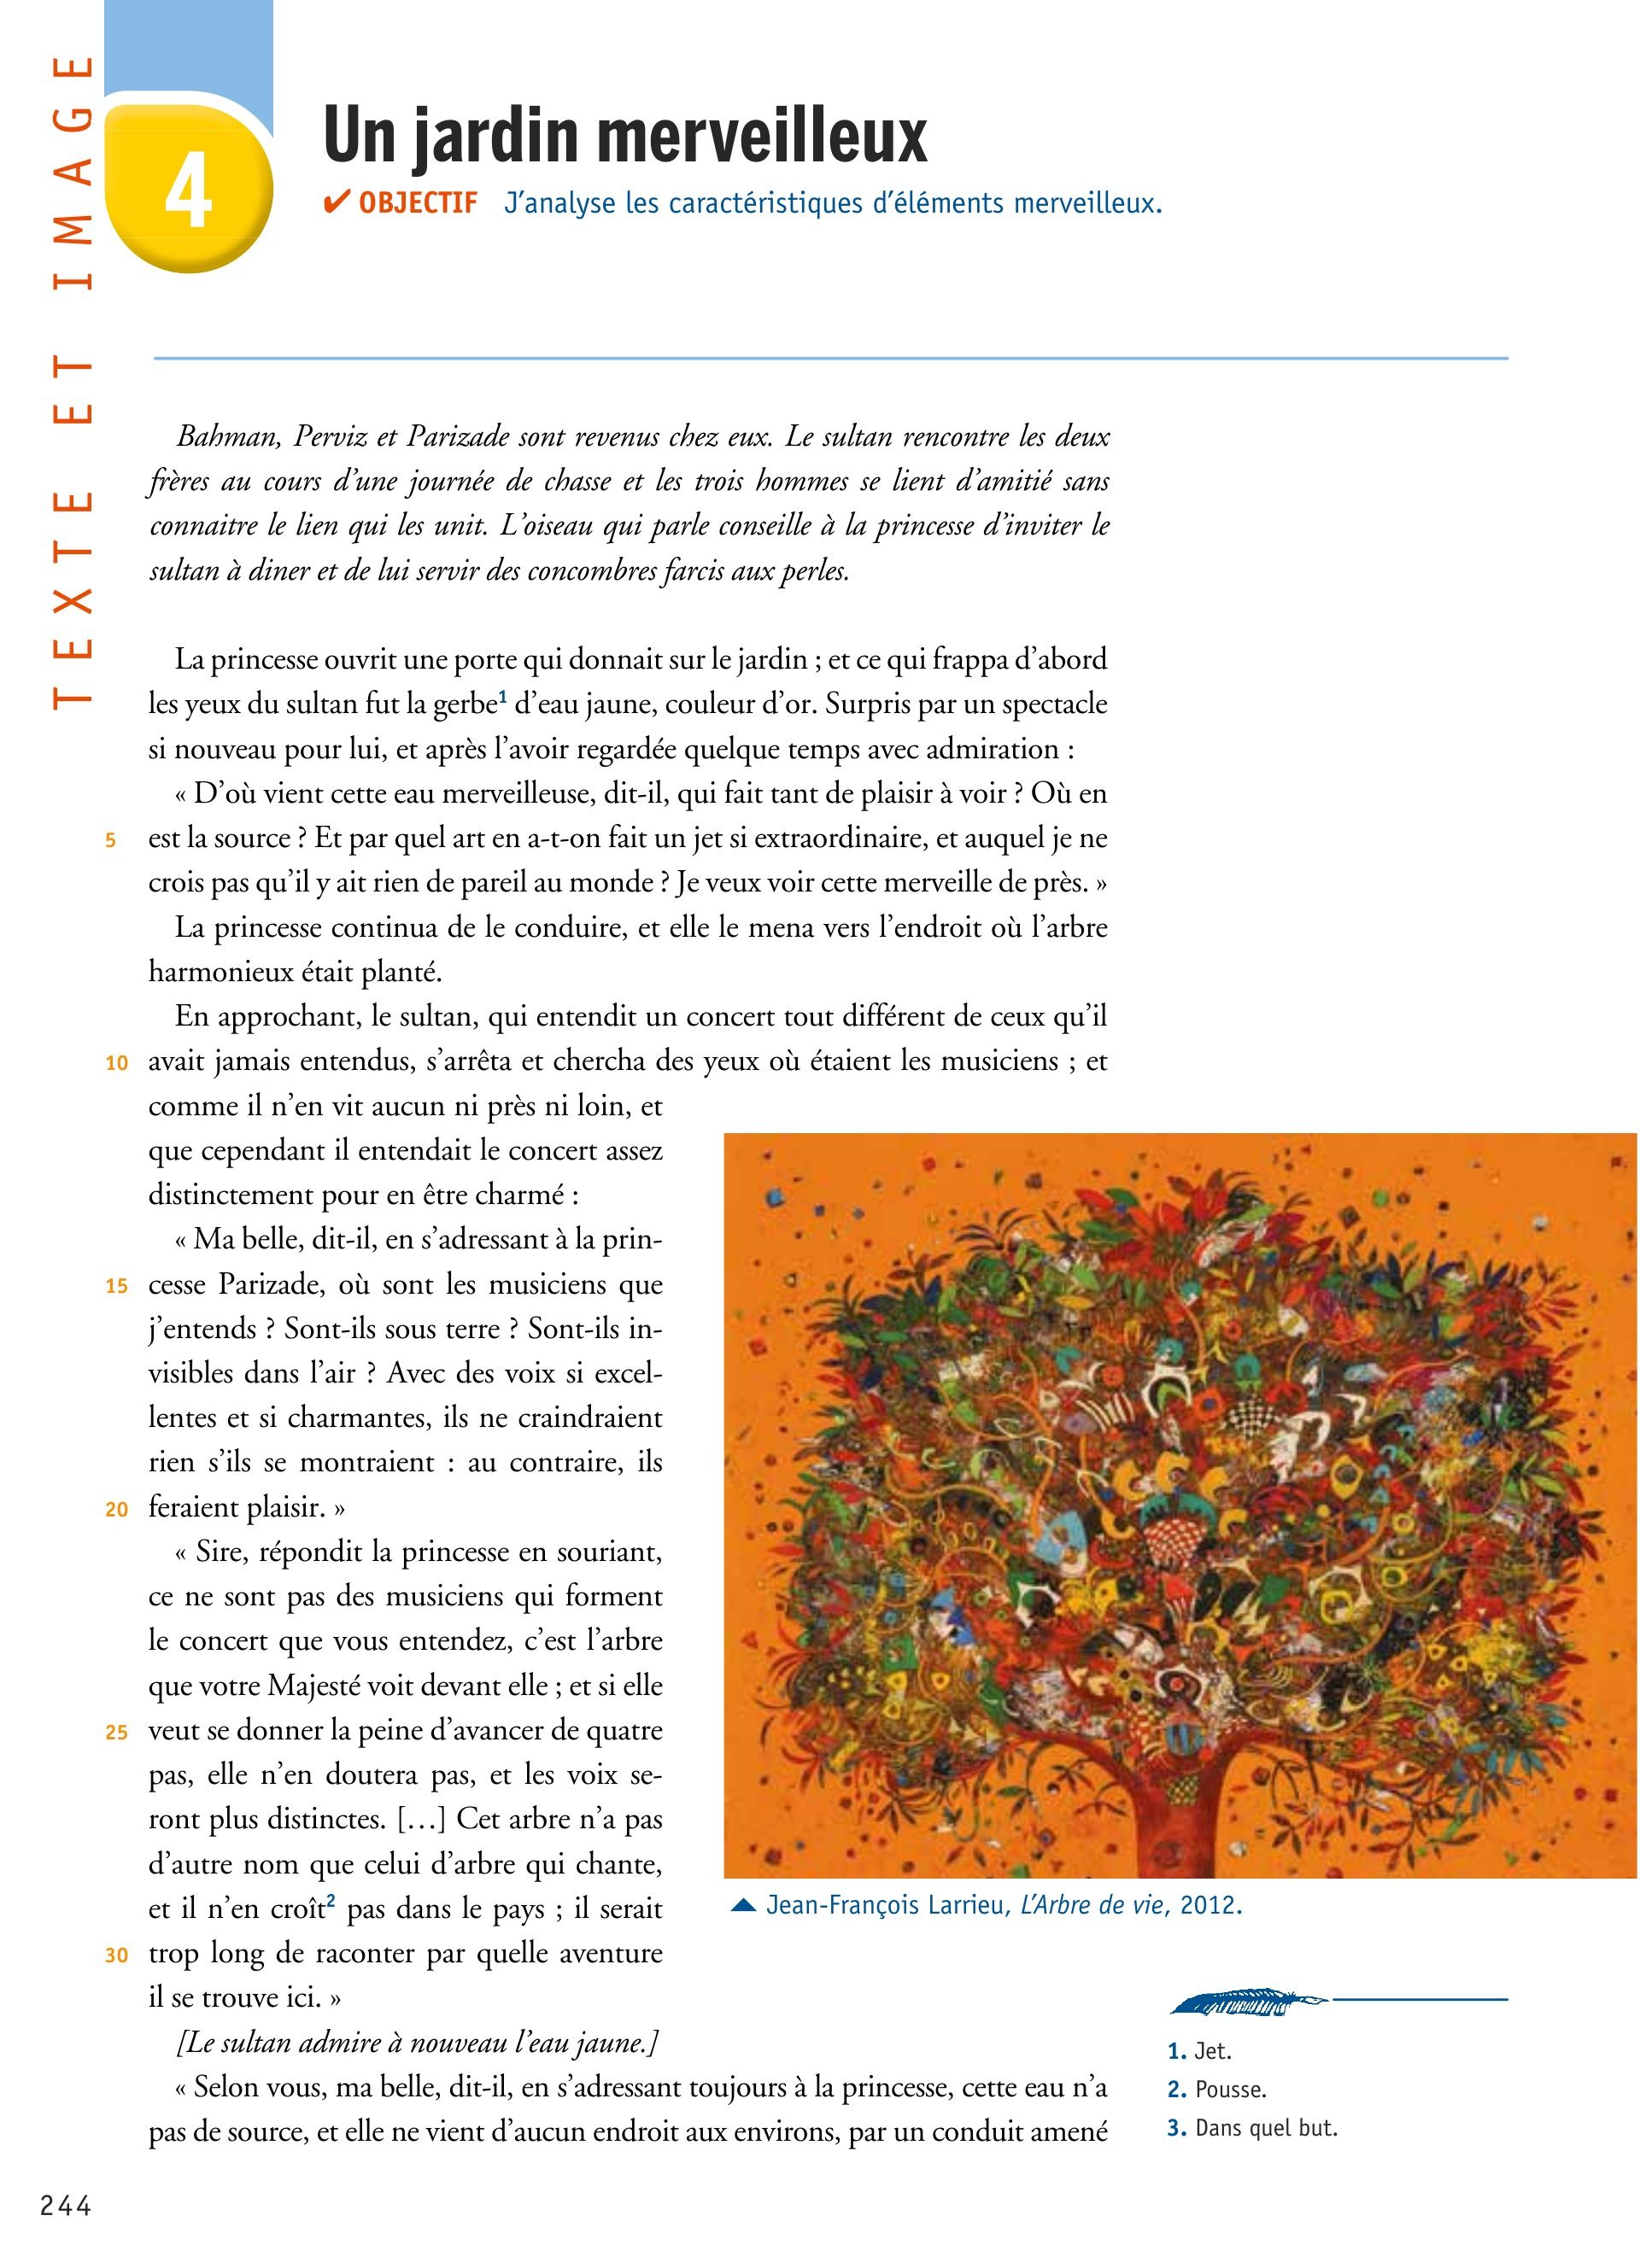 TEXTE ET IMAGE
4
Un jardin merveilleux
✔ OBJECTIF J’analyse les caractéristiques d’éléments merveilleux.
Bahman, Perviz et Parizade sont revenus chez eux. Le sultan rencontre les deux
frères au cours d’une journée de chasse et les trois hommes se lient d’amitié sans
connaitre le lien qui les unit. L’oiseau qui parle conseille à la princesse d’inviter le
sultan à diner et de lui servir des concombres farcis aux perles.
La princesse ouvrit une porte qui donnait sur le jardin ; et ce qui frappa d’abord
les yeux du sultan fut la gerbe1 d’eau jaune, couleur d’or. Surpris par un spectacle
si nouveau pour lui, et après l’avoir regardée quelque temps avec admiration :
« D’où vient cette eau merveilleuse, dit-il, qui fait tant de plaisir à voir ? Où en
5 est la source ? Et par quel art en a-t-on fait un jet si extraordinaire, et auquel je ne
crois pas qu’il y ait rien de pareil au monde ? Je veux voir cette merveille de près. »
La princesse continua de le conduire, et elle le mena vers l’endroit où l’arbre
harmonieux était planté.
En approchant, le sultan, qui entendit un concert tout différent de ceux qu’il
10 avait jamais entendus, s’arrêta et chercha des yeux où étaient les musiciens ; et
comme il n’en vit aucun ni près ni loin, et
que cependant il entendait le concert assez
distinctement pour en être charmé :
« Ma belle, dit-il, en s’adressant à la prin-
15 cesse Parizade, où sont les musiciens que
j’entends ? Sont-ils sous terre ? Sont-ils in-
visibles dans l’air ? Avec des voix si excel-
lentes et si charmantes, ils ne craindraient
rien s’ils se montraient : au contraire, ils
20 feraient plaisir. »
« Sire, répondit la princesse en souriant,
ce ne sont pas des musiciens qui forment
le concert que vous entendez, c’est l’arbre
que votre Majesté voit devant elle ; et si elle
25 veut se donner la peine d’avancer de quatre
pas, elle n’en doutera pas, et les voix se-
ront plus distinctes. […] Cet arbre n’a pas
d’autre nom que celui d’arbre qui chante,
et il n’en croît2 pas dans le pays ; il serait
30 trop long de raconter par quelle aventure
il se trouve ici. »
[Le sultan admire à nouveau l’eau jaune.]
« Selon vous, ma belle, dit-il, en s’adressant toujours à la princesse, cette eau n’a
pas de source, et elle ne vient d’aucun endroit aux environs, par un conduit amené
Jean-François Larrieu, L’Arbre de vie, 2012.
1. Jet.
2. Pousse.
3. Dans quel but.
244